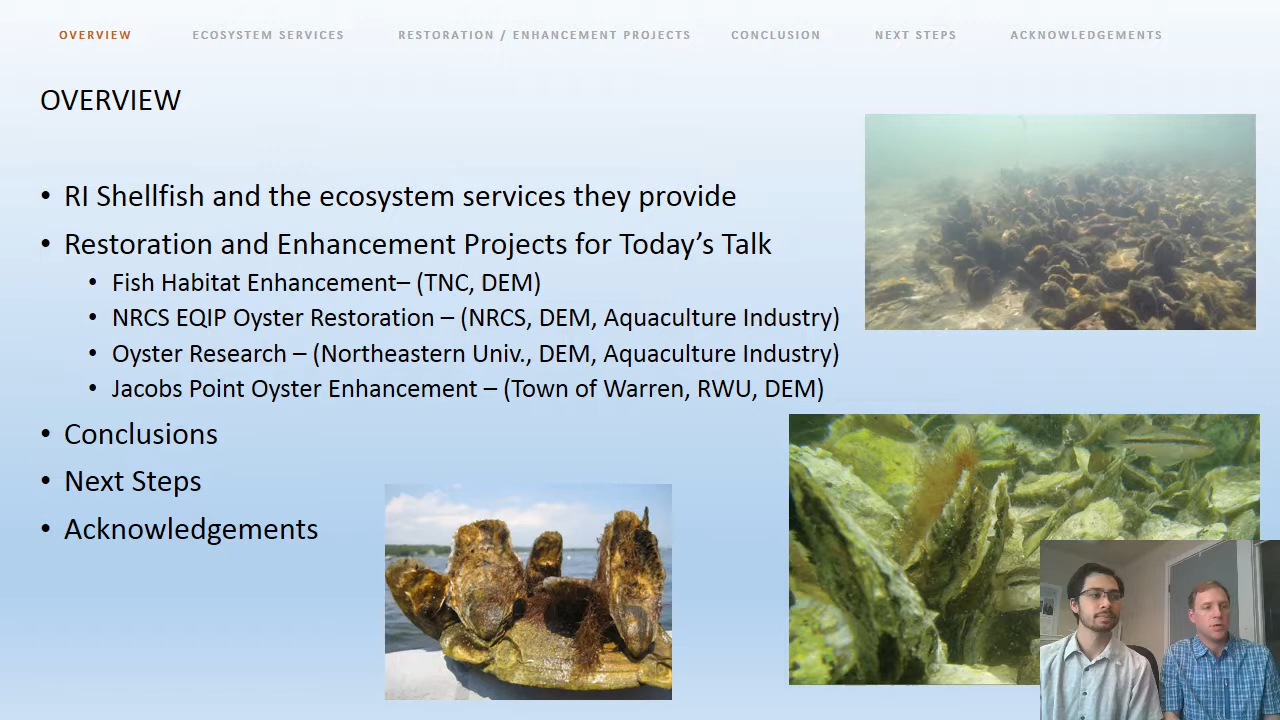 OVERVIEW ECOSYSTEM SERVICES RESTORATION / ENHANCEMENT PROJECTS CONCLUSION NEXT STEPS ACKNOWLEDGEMENTS
OVERVIEW
• RI Shellfish and the ecosystem services they provide
• Restoration and Enhancement Projects for Today’s Talk
• Fish Habitat Enhancement– (TNC, DEM)
• NRCS EQIP Oyster Restoration – (NRCS, DEM, Aquaculture Industry)
• Oyster Research – (Northeastern Univ., DEM, Aquaculture Industry)
• Jacobs Point Oyster Enhancement – (Town of Warren, RWU, DEM)
• Conclusions
• Next Steps
• Acknowledgements